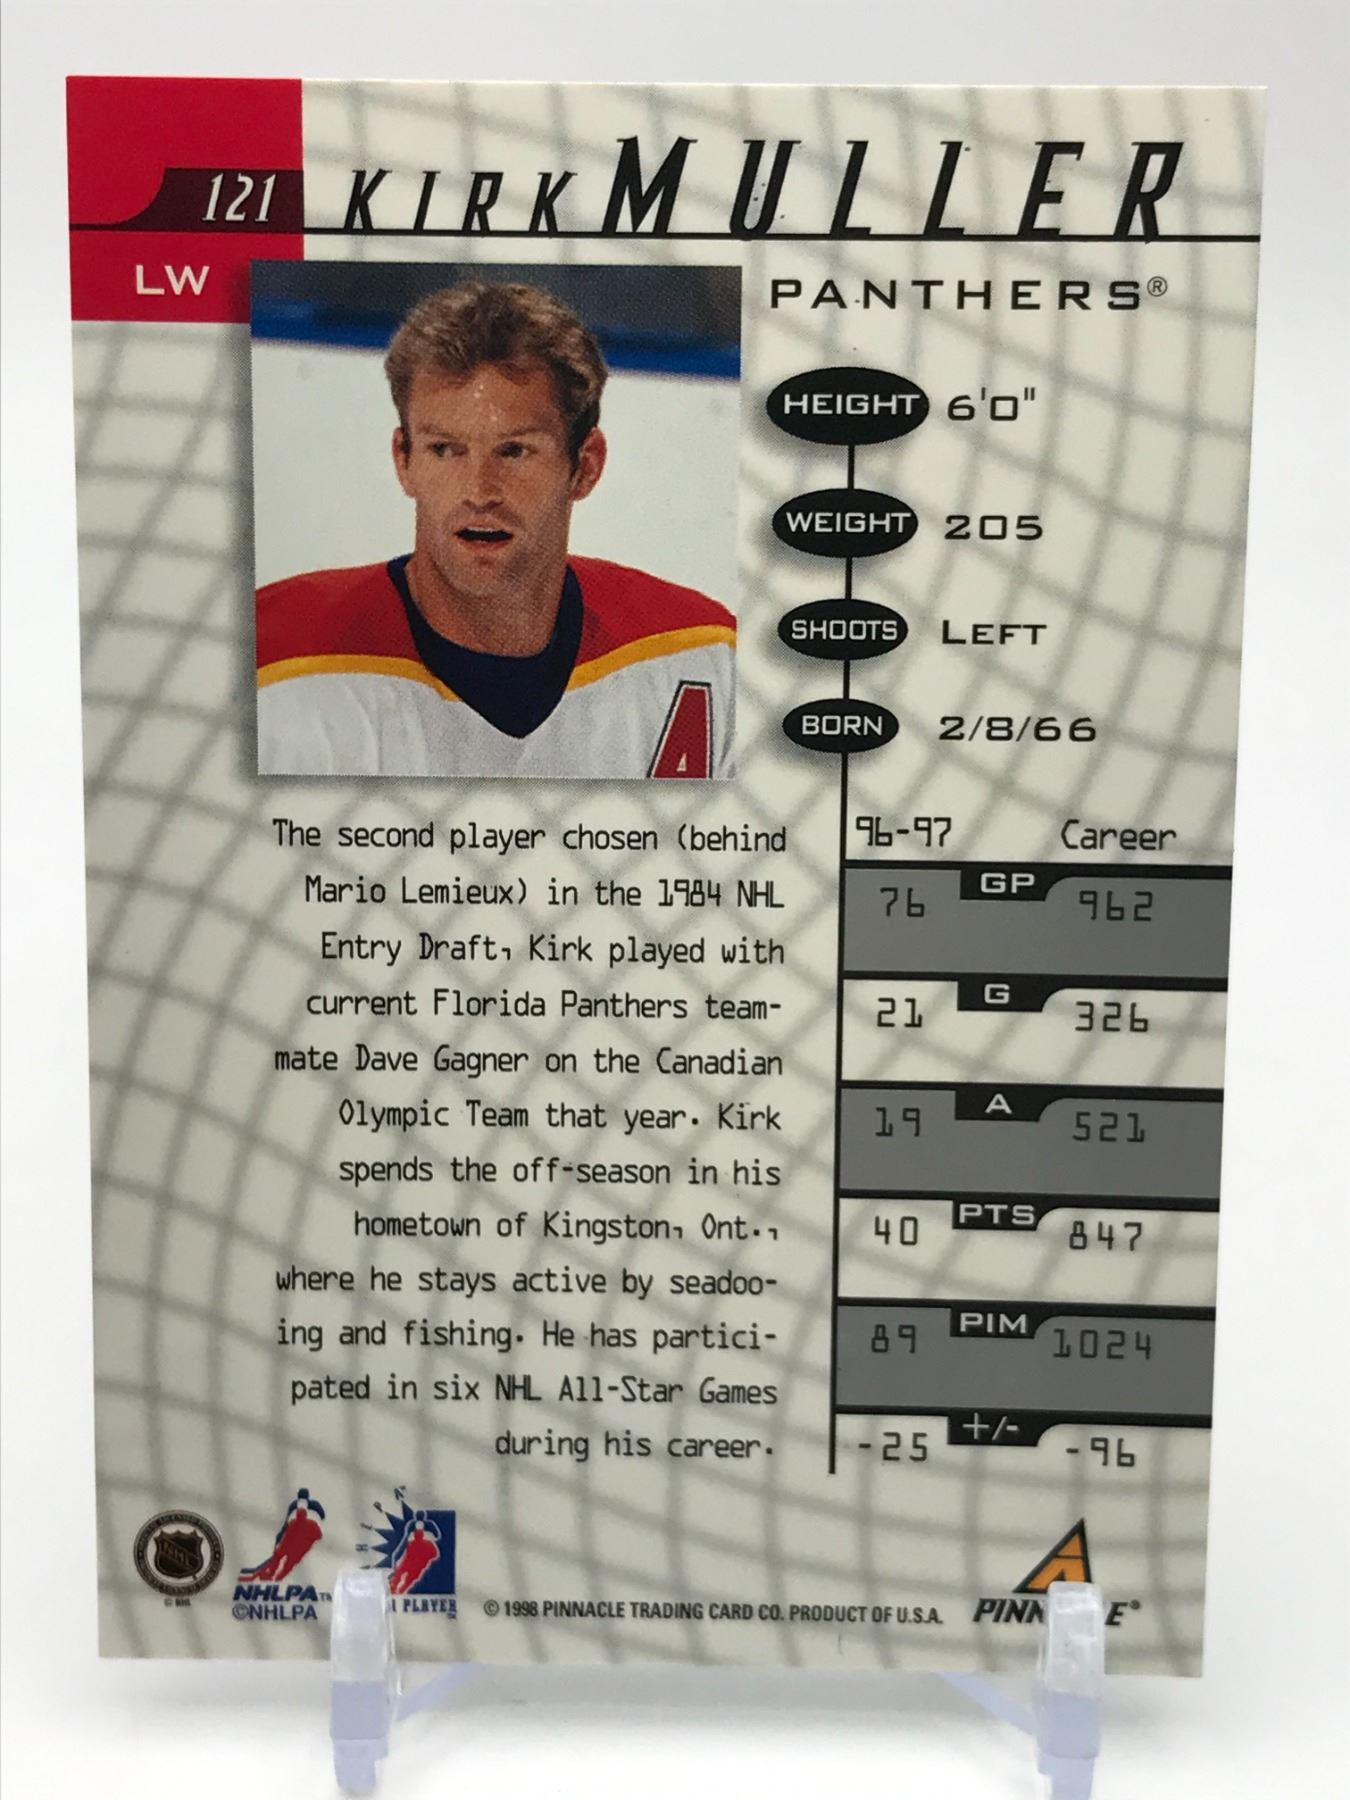 121 KIRK MULLER
LW
PANTHERS®
HEIGHT 6'0"
WEIGHT 205
SHOOTS LEFT
BORN 2/8/66
A
The second player chosen (behind
Mario Lemieux) in the 1984 NHL
Entry Draft, Kirk played with
current Florida Panthers team-
mate Dave Gagner on the Canadian
Olympic Team that year. Kirk
spends the off-season in his
hometown of Kingston, Ont.,
where he stays active by seadoo-
ing and fishing. He has partici-
pated in six NHL All-Star Games
during his career.
96-97 Career
76 GP 962
21 G 326
19 A 521
40 PTS 847
89 PIM 1024
-25 +/- -96
NHL
© NHL
NHLPA™
©NHLPA
PLAYER
© 1998 PINNACLE TRADING CARD CO. PRODUCT OF U.S.A.